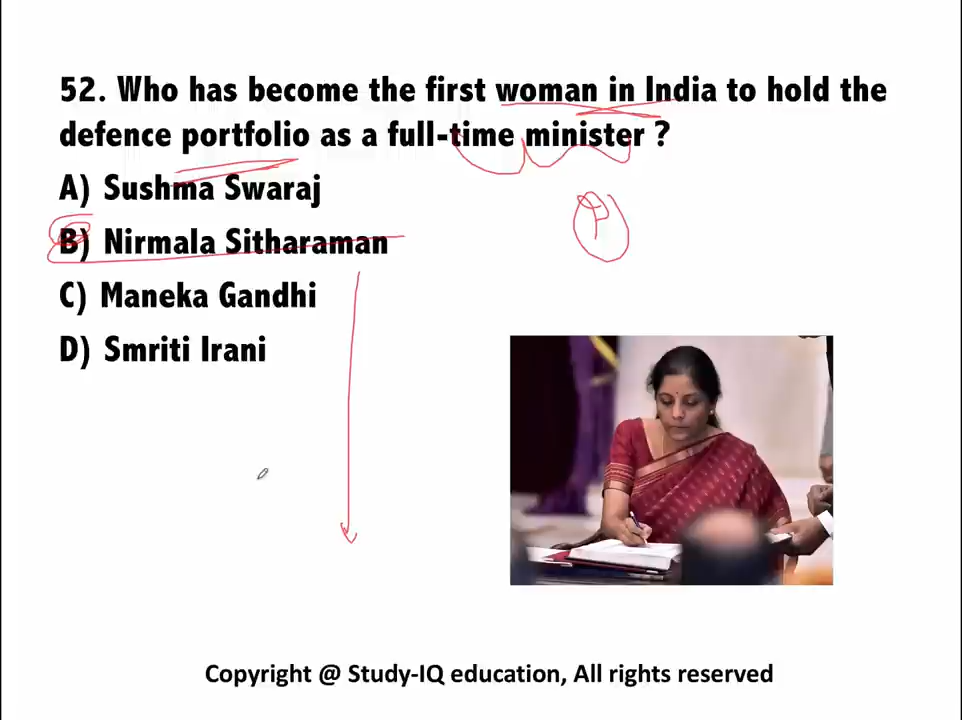 52. Who has become the first woman in India to hold the
defence portfolio as a full-time minister ?
A) Sushma Swaraj
B) Nirmala Sitharaman
C) Maneka Gandhi
D) Smriti Irani
Copyright @ Study-IQ education, All rights reserved